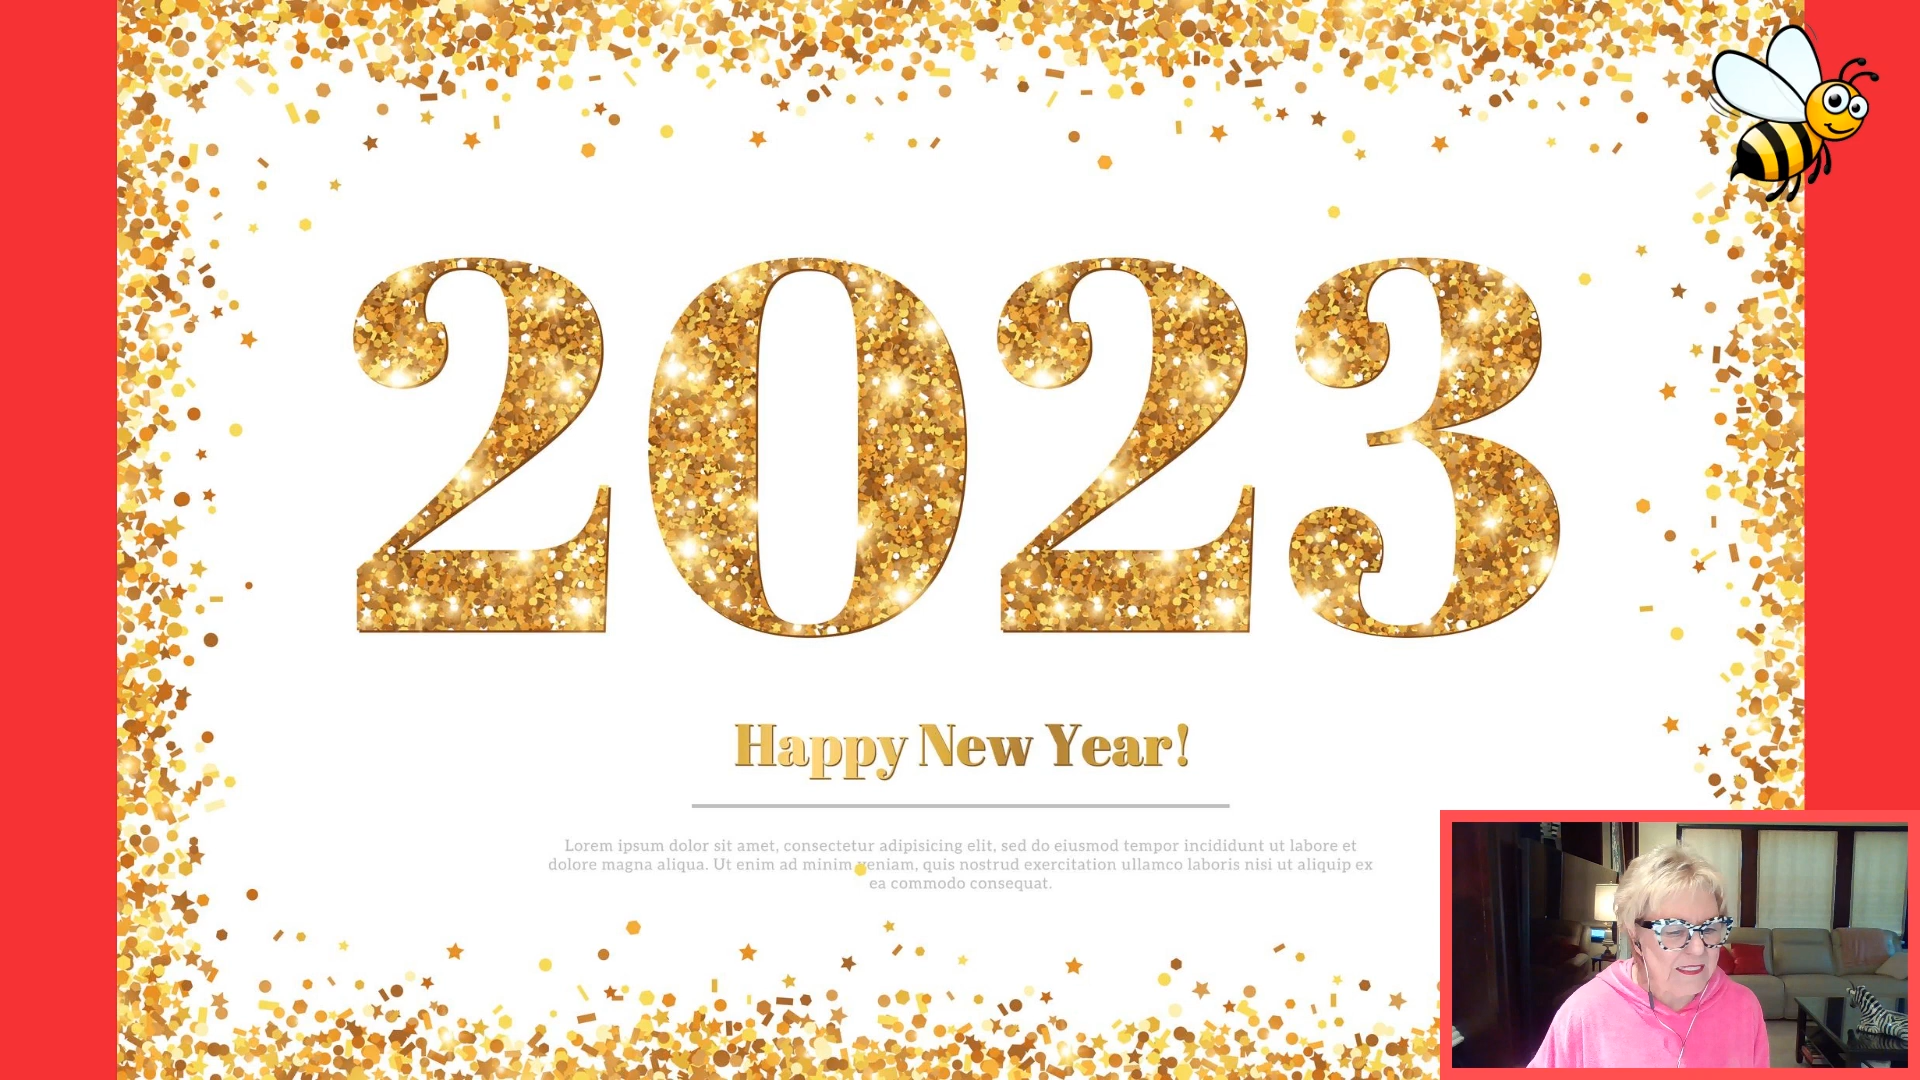 2023
Happy New Year!
Lorem ipsum dolor sit amet, consectetur adipisicing elit, sed do eiusmod tempor incididunt ut labore et
dolore magna aliqua. Ut enim ad minim veniam, quis nostrud exercitation ullamco laboris nisi ut aliquip ex
ea commodo consequat.